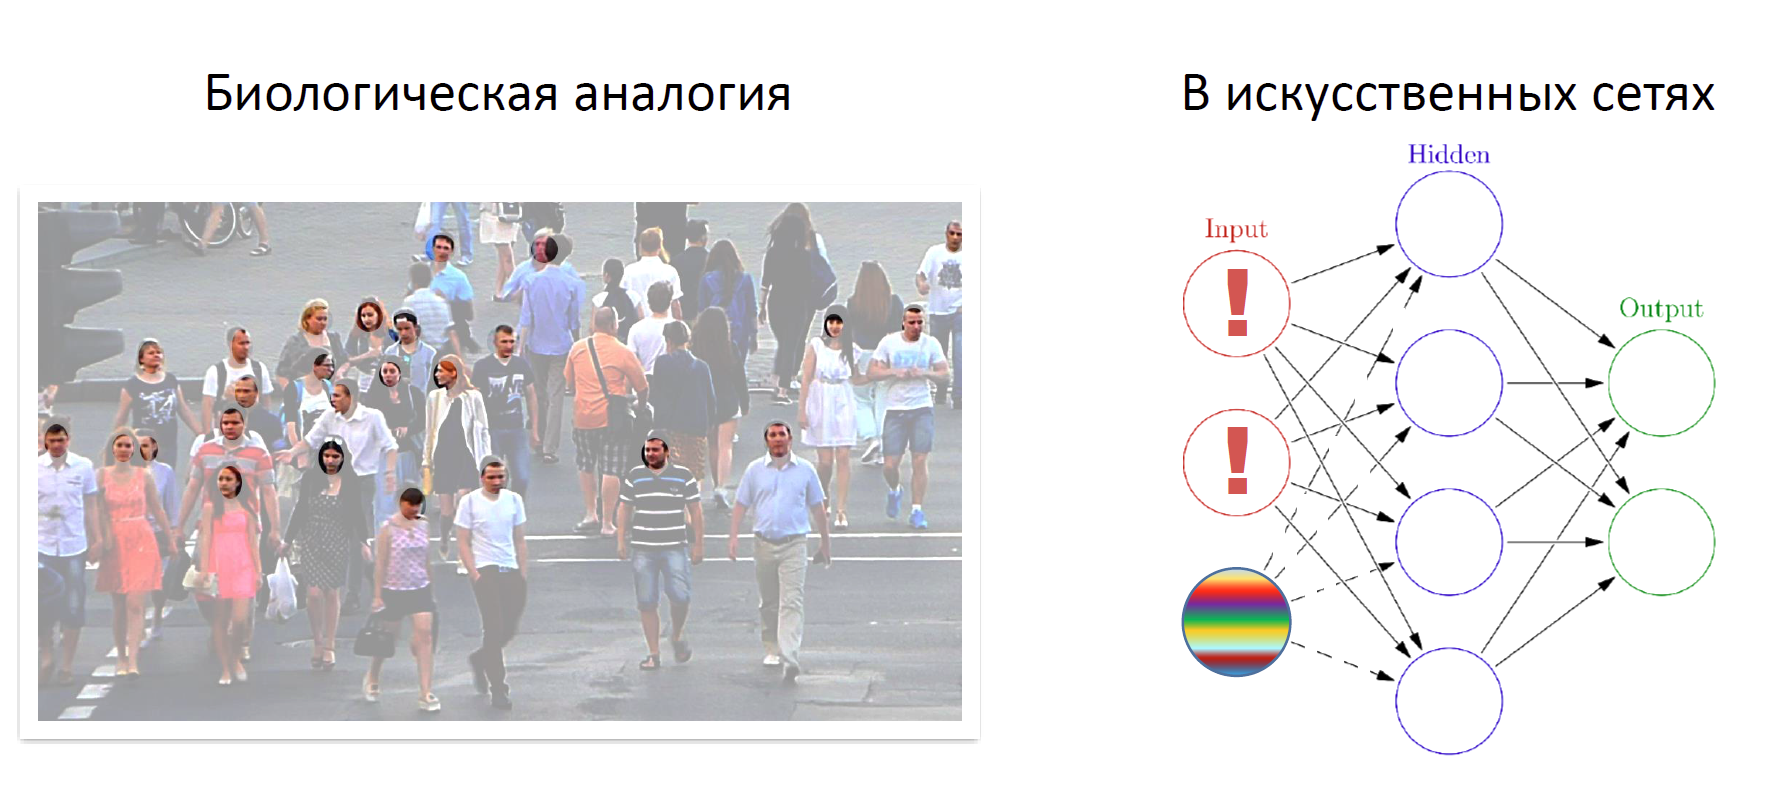 Биологическая аналогия
В искусственных сетях
Hidden
Input
!
!
Output